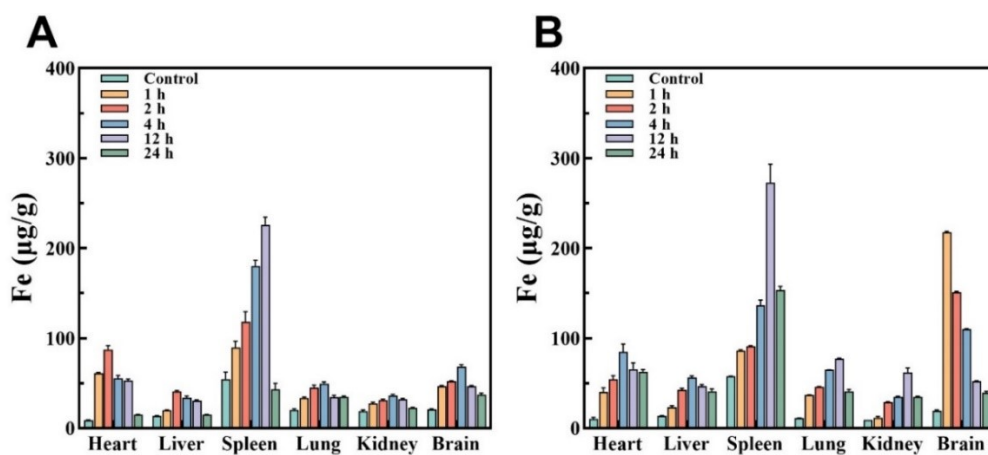 A
400
300
200
100
0
Fe (μg/g)
Control
1 h
2 h
4 h
12 h
24 h
Heart Liver Spleen Lung Kidney Brain
B
400
300
200
100
0
Fe (μg/g)
Control
1 h
2 h
4 h
12 h
24 h
Heart Liver Spleen Lung Kidney Brain